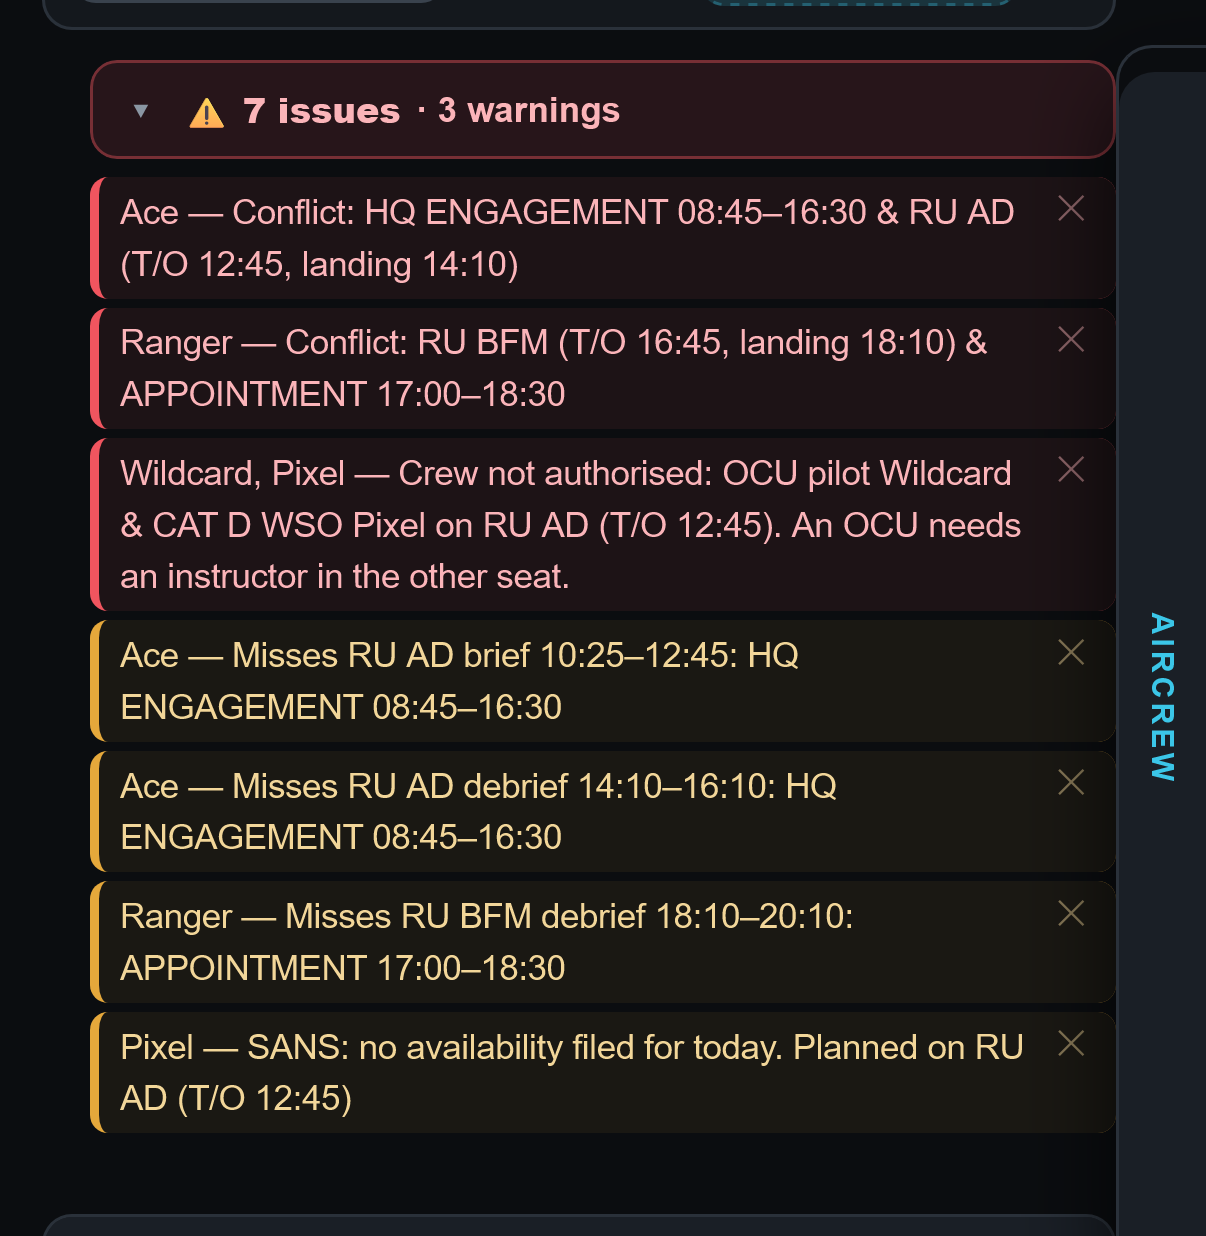 ▼ ⚠️ 7 issues · 3 warnings
Ace — Conflict: HQ ENGAGEMENT 08:45–16:30 & RU AD
(T/O 12:45, landing 14:10)
Ranger — Conflict: RU BFM (T/O 16:45, landing 18:10) &
APPOINTMENT 17:00–18:30
Wildcard, Pixel — Crew not authorised: OCU pilot Wildcard
& CAT D WSO Pixel on RU AD (T/O 12:45). An OCU needs
an instructor in the other seat.
Ace — Misses RU AD brief 10:25–12:45: HQ
ENGAGEMENT 08:45–16:30
Ace — Misses RU AD debrief 14:10–16:10: HQ
ENGAGEMENT 08:45–16:30
Ranger — Misses RU BFM debrief 18:10–20:10:
APPOINTMENT 17:00–18:30
Pixel — SANS: no availability filed for today. Planned on RU
AD (T/O 12:45)
AIRCREW